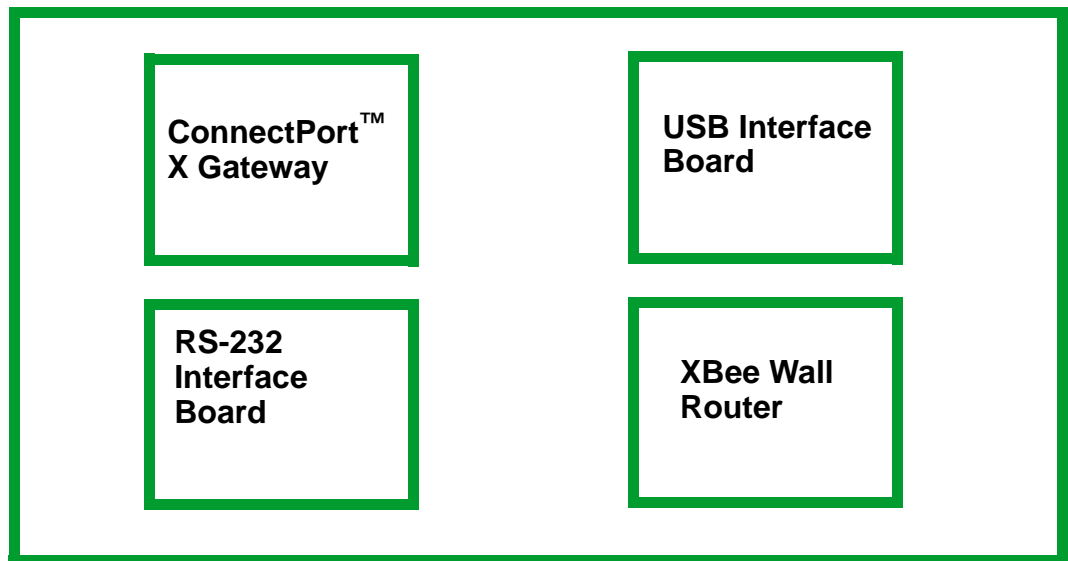 ConnectPort™
X Gateway
USB Interface
Board
RS-232
Interface
Board
XBee Wall
Router